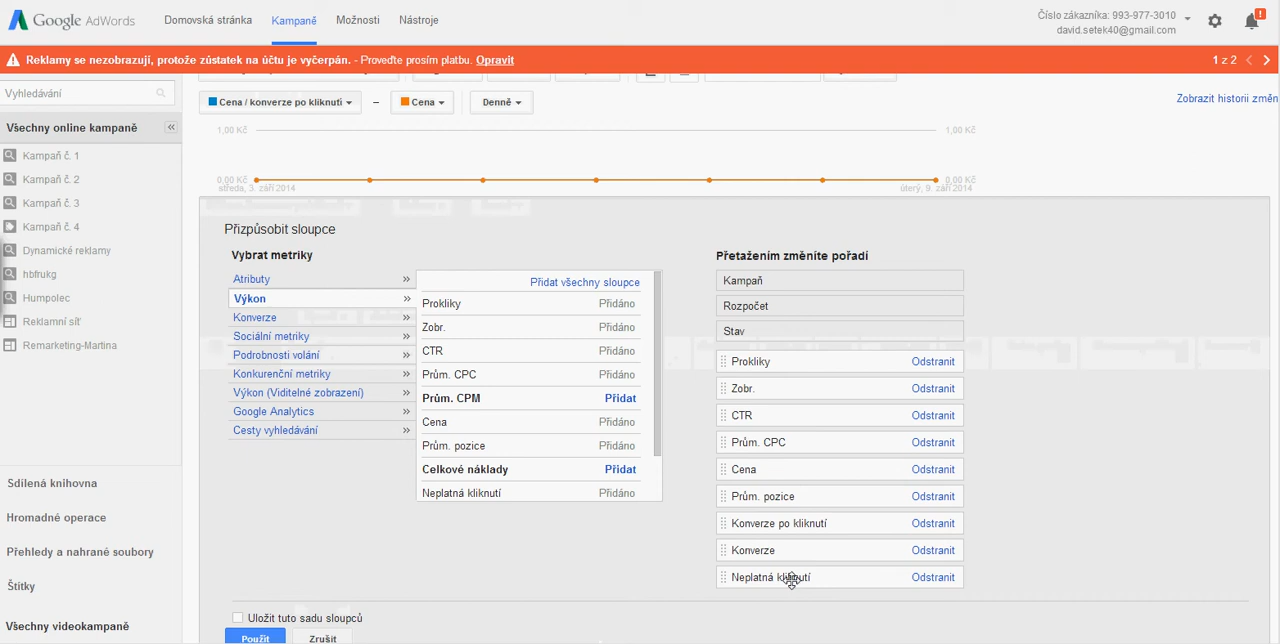 Google AdWords
Domovská stránka
Kampaně
Možnosti
Nástroje
Číslo zákazníka: 993-977-3010
david.setek40@gmail.com
Reklamy se nezobrazují, protože zůstatek na účtu je vyčerpán. - Proveďte prosím platbu. Opravit
1 z 2
Vyhledávání
Všechny online kampaně
Kampaň č. 1
Kampaň č. 2
Kampaň č. 3
Kampaň č. 4
Dynamické reklamy
hbfrukg
Humpolec
Reklamní síť
Remarketing-Martina
Sdílená knihovna
Hromadné operace
Přehledy a nahrané soubory
Štítky
Všechny videokampaně
Cena / konverze po kliknutí
–
Cena
Denně
Zobrazit historii změn
1,00 Kč
1,00 Kč
0,00 Kč
0,00 Kč
středa, 3. září 2014
úterý, 9. září 2014
Přizpůsobit sloupce
Vybrat metriky
Atributy »
Výkon »
Konverze »
Sociální metriky »
Podrobnosti volání »
Konkurenční metriky »
Výkon (Viditelné zobrazení) »
Google Analytics »
Cesty vyhledávání »
Přidat všechny sloupce
Prokliky Přidáno
Zobr. Přidáno
CTR Přidáno
Prům. CPC Přidáno
Prům. CPM Přidat
Cena Přidáno
Prům. pozice Přidáno
Celkové náklady Přidat
Neplatná kliknutí Přidáno
Přetažením změníte pořadí
Kampaň
Rozpočet
Stav
Prokliky Odstranit
Zobr. Odstranit
CTR Odstranit
Prům. CPC Odstranit
Cena Odstranit
Prům. pozice Odstranit
Konverze po kliknutí Odstranit
Konverze Odstranit
Neplatná kliknutí Odstranit
Uložit tuto sadu sloupců
Použít
Zrušit